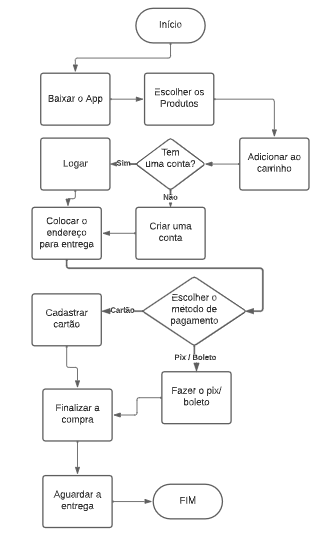 Início
Baixar o App
Escolher os
Produtos
Adicionar ao
carrinho
Tem
uma conta?
Sim
Logar
Não
Criar uma
conta
Colocar o
endereço
para entrega
Escolher o
método de
pagamento
Cartão
Cadastrar
cartão
Pix / Boleto
Fazer o pix/
boleto
Finalizar a
compra
Aguardar a
entrega
FIM